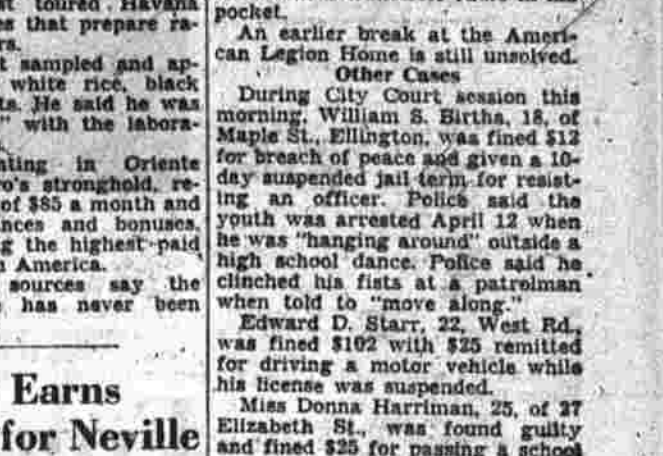 toured Havana
es that prepare ra-
rs.
t sampled and ap-
white rice, black
ts. He said he was
" with the labora-
nting in Oriente
ro's stronghold, re-
of $85 a month and
nces and bonuses,
g the highest paid
America.
sources say the
has never been
Earns
for Neville
pocket.
An earlier break at the Ameri-
can Legion Home is still unsolved.
Other Cases
During City Court session this
morning, William S. Births, 18, of
Maple St., Ellington, was fined $12
for breach of peace and given a 10-
day suspended jail term for resist-
ing an officer. Police said the
youth was arrested April 12 when
he was "hanging around" outside a
high school dance. Police said he
clinched his fists at a patrolman
when told to "move along."
Edward D. Starr, 22, West Rd.,
was fined $102 with $25 remitted
for driving a motor vehicle while
his license was suspended.
Miss Donna Harriman, 25, of 27
Elizabeth St., was found guilty
and fined $25 for passing a school